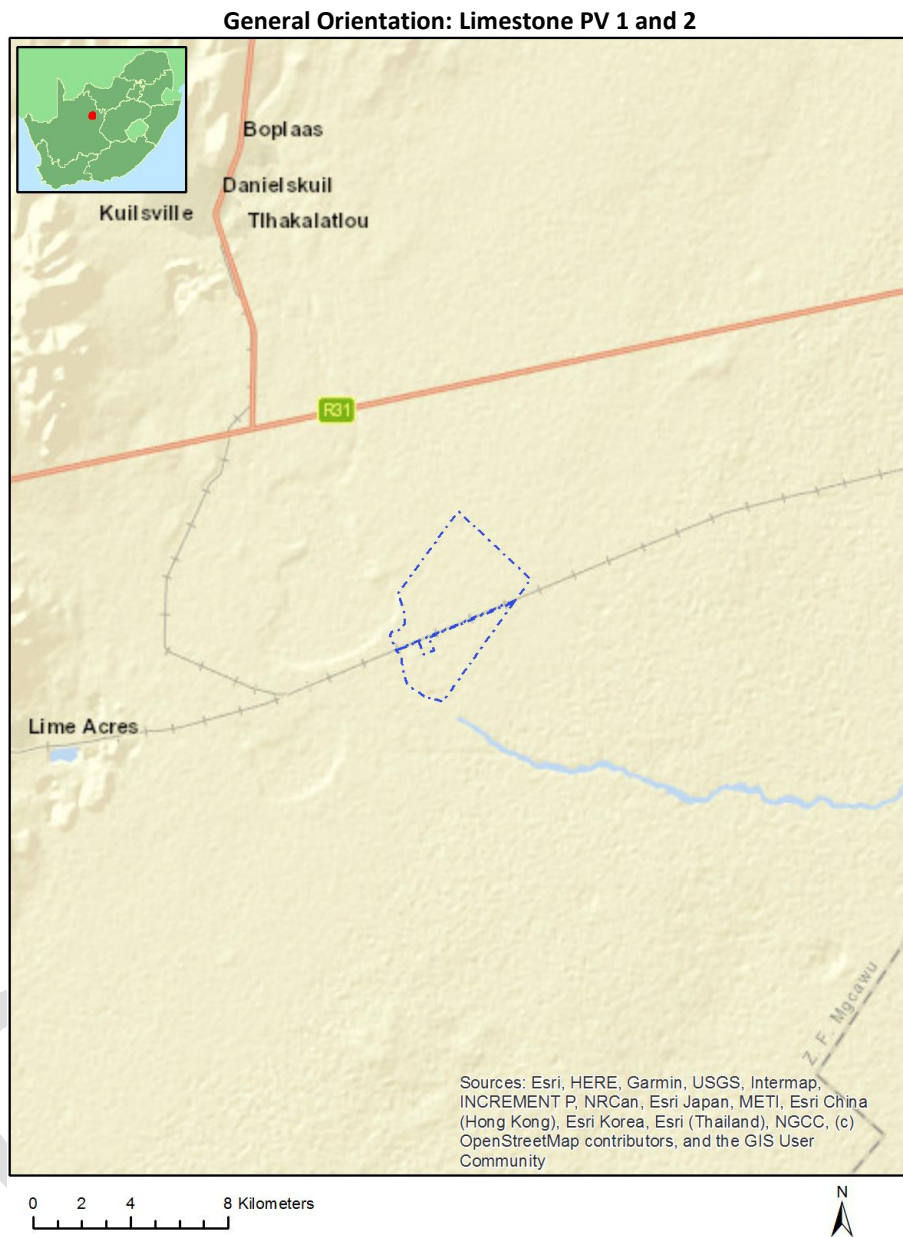 General Orientation: Limestone PV 1 and 2
Boplaas
Danielskuil
Kuilsville
Tlhakalatlou
R31
Lime Acres
Z. F. Mgcawu
Sources: Esri, HERE, Garmin, USGS, Intermap,
INCREMENT P, NRCan, Esri Japan, METI, Esri China
(Hong Kong), Esri Korea, Esri (Thailand), NGCC, (c)
OpenStreetMap contributors, and the GIS User
Community
0 2 4 8 Kilometers
N